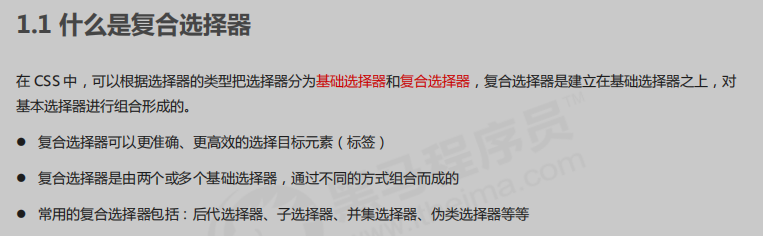 1.1 什么是复合选择器
在 CSS 中，可以根据选择器的类型把选择器分为基础选择器和复合选择器，复合选择器是建立在基础选择器之上，对
基本选择器进行组合形成的。
● 复合选择器可以更准确、更高效的选择目标元素（标签）
● 复合选择器是由两个或多个基础选择器，通过不同的方式组合而成的
● 常用的复合选择器包括：后代选择器、子选择器、并集选择器、伪类选择器等等
黑马程序员™